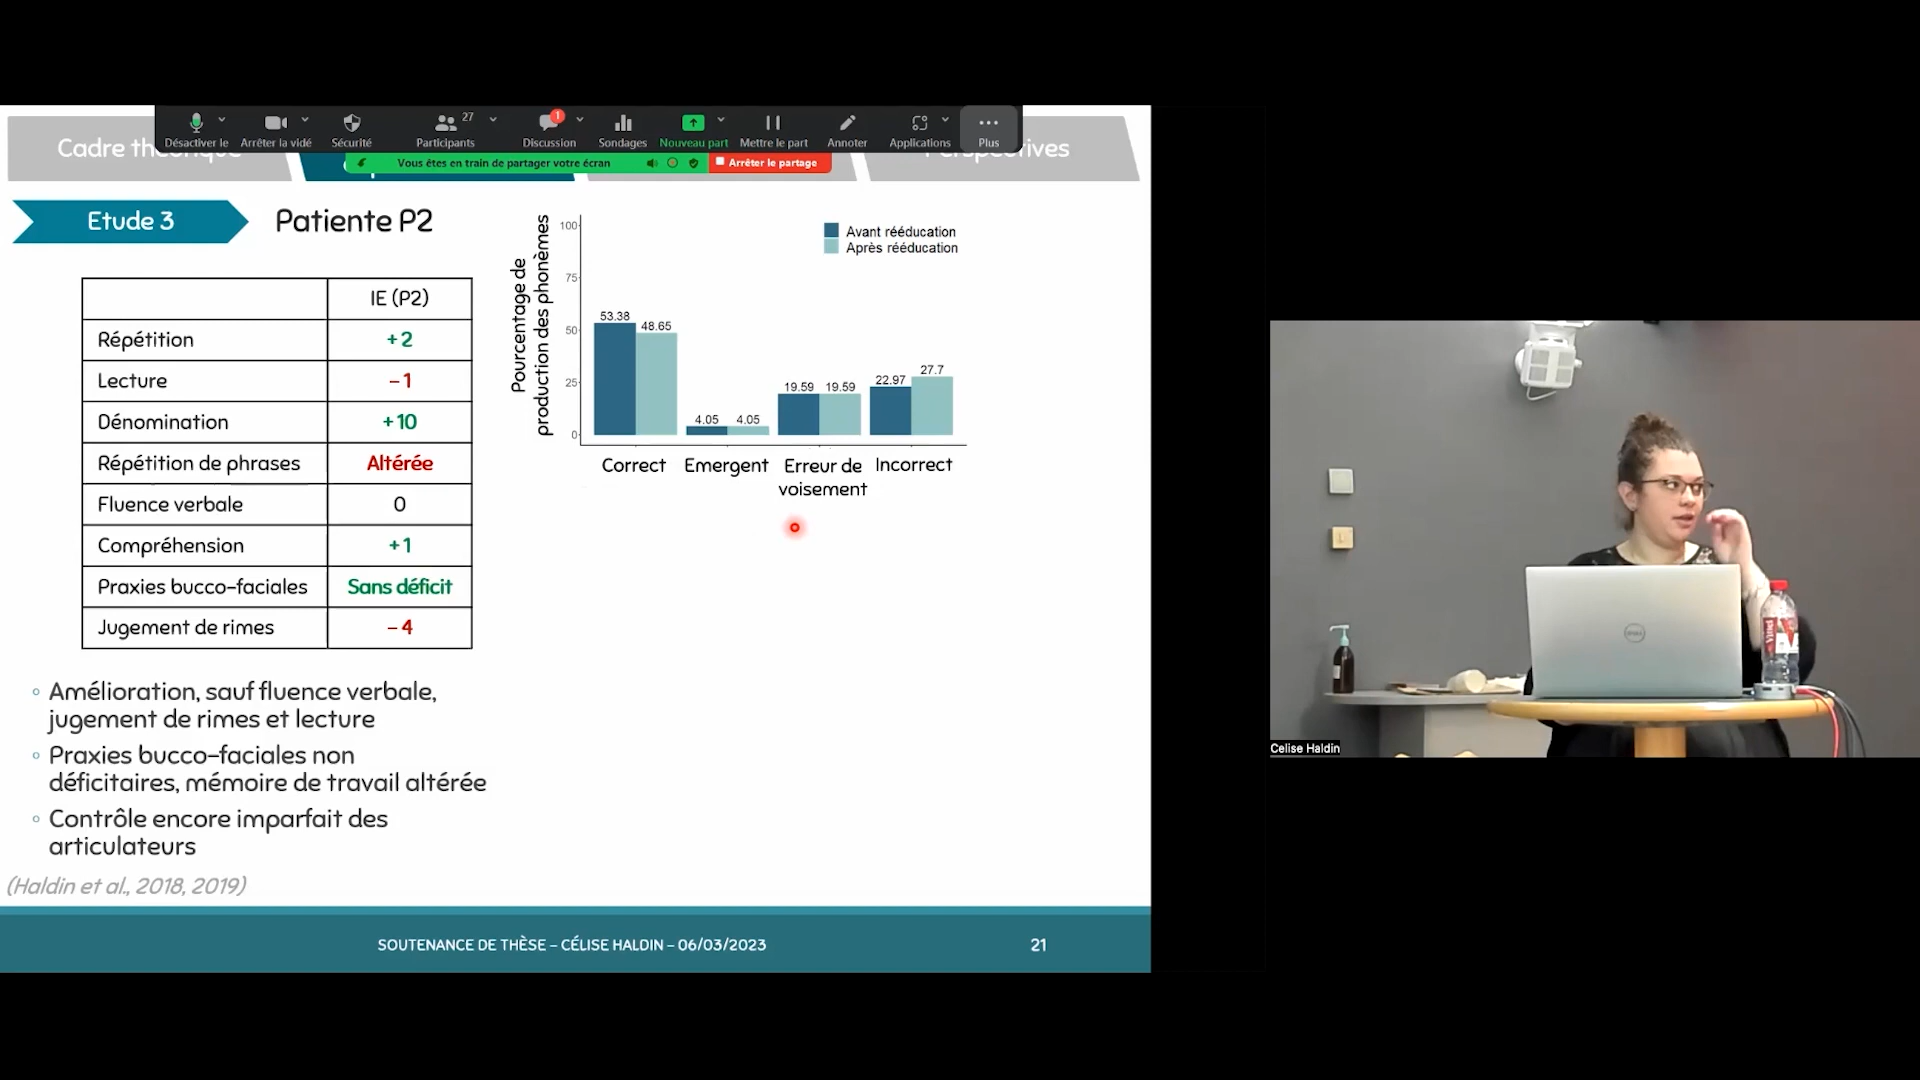 Désactiver le
Arrêter la vidé
Sécurité
27
Participants
1
Discussion
Sondages
Nouveau part
Mettre le part
Annoter
Applications
Plus
Vous êtes en train de partager votre écran
Arrêter le partage
Cadre théorique
Perspectives
Etude 3
Patiente P2
IE (P2)
Répétition +2
Lecture -1
Dénomination +10
Répétition de phrases Altérée
Fluence verbale 0
Compréhension +1
Praxies bucco-faciales Sans déficit
Jugement de rimes -4
Pourcentage de
production des phonèmes
100
75
50
25
0
Avant rééducation
Après rééducation
53.38
48.65
4.05
4.05
19.59
19.59
22.97
27.7
Correct
Emergent
Erreur de
voisement
Incorrect
◦ Amélioration, sauf fluence verbale,
jugement de rimes et lecture
◦ Praxies bucco-faciales non
déficitaires, mémoire de travail altérée
◦ Contrôle encore imparfait des
articulateurs
(Haldin et al., 2018, 2019)
SOUTENANCE DE THÈSE – CÉLISE HALDIN – 06/03/2023
21
DELL
Vittel
Celise Haldin